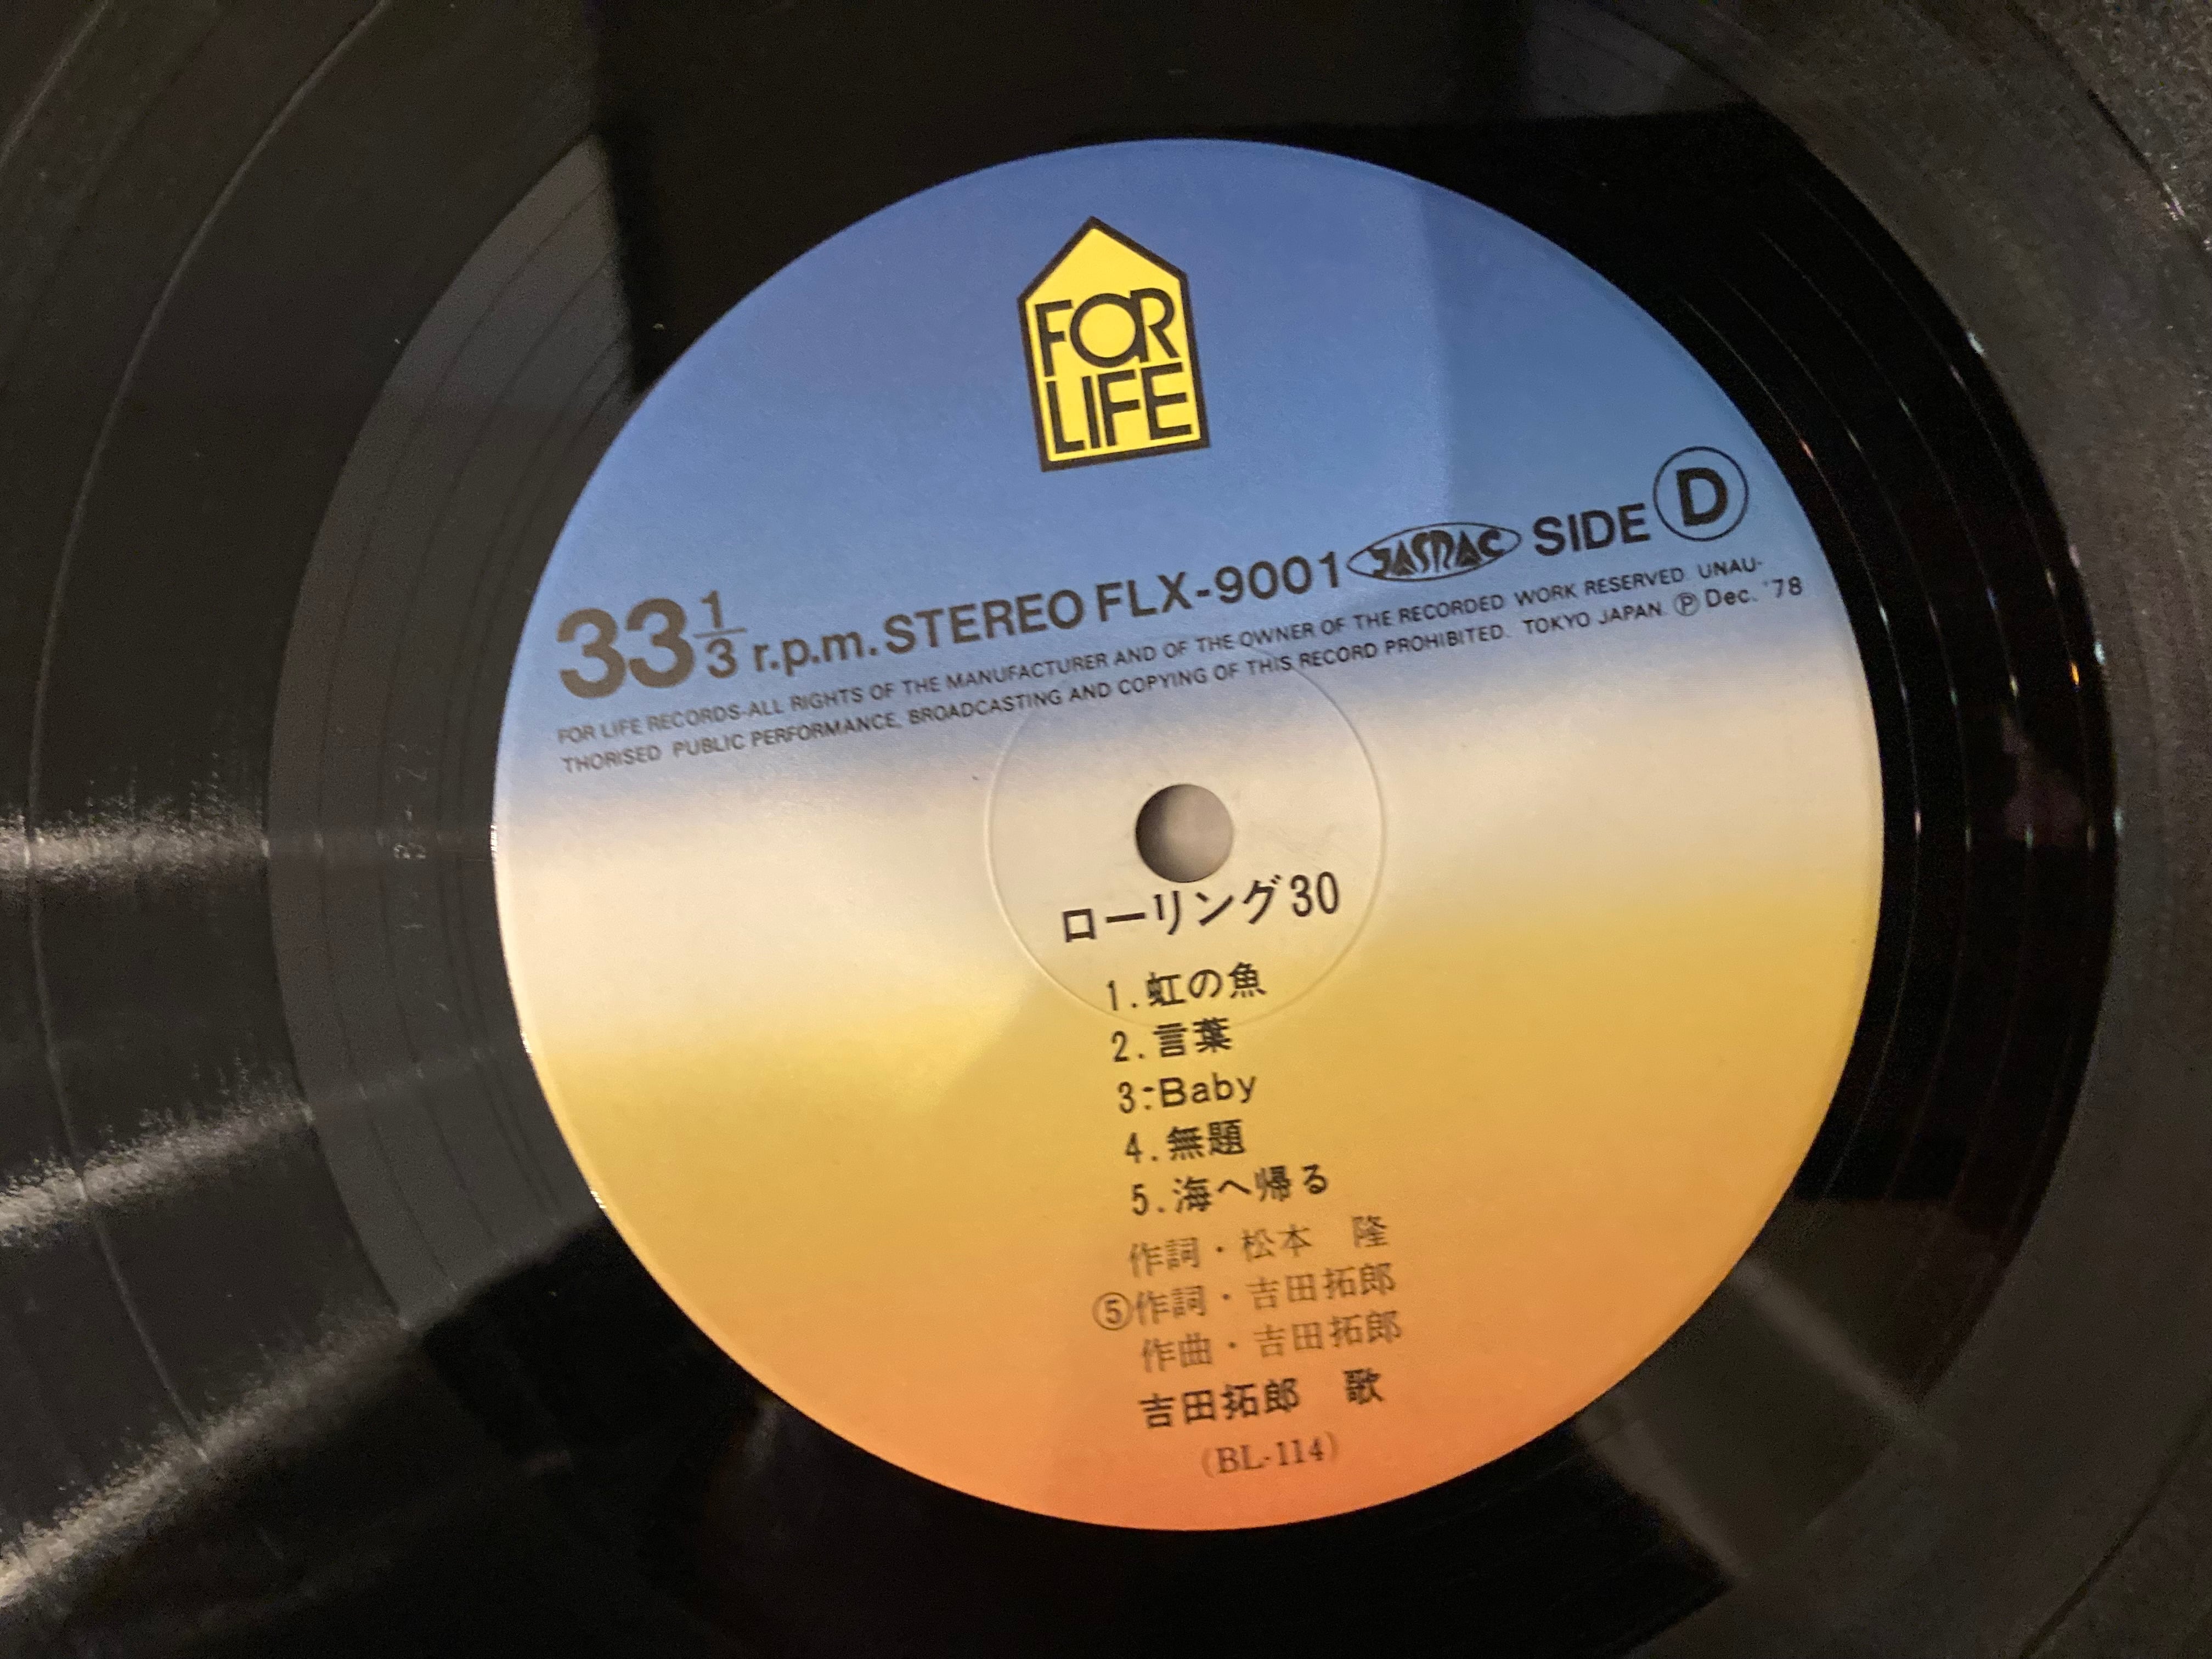 FOR
LIFE
33 1/3 r.p.m. STEREO FLX-9001 JASRAC SIDE D
FOR LIFE RECORDS-ALL RIGHTS OF THE MANUFACTURER AND OF THE OWNER OF THE RECORDED WORK RESERVED. UNAU-
THORISED PUBLIC PERFORMANCE, BROADCASTING AND COPYING OF THIS RECORD PROHIBITED. TOKYO JAPAN. Ⓟ Dec. '78
ローリング30
1.虹の魚
2.言葉
3.Baby
4.無題
5.海へ帰る
作詞・松本 隆
⑤作詞・吉田拓郎
作曲・吉田拓郎
吉田拓郎 歌
(BL-114)